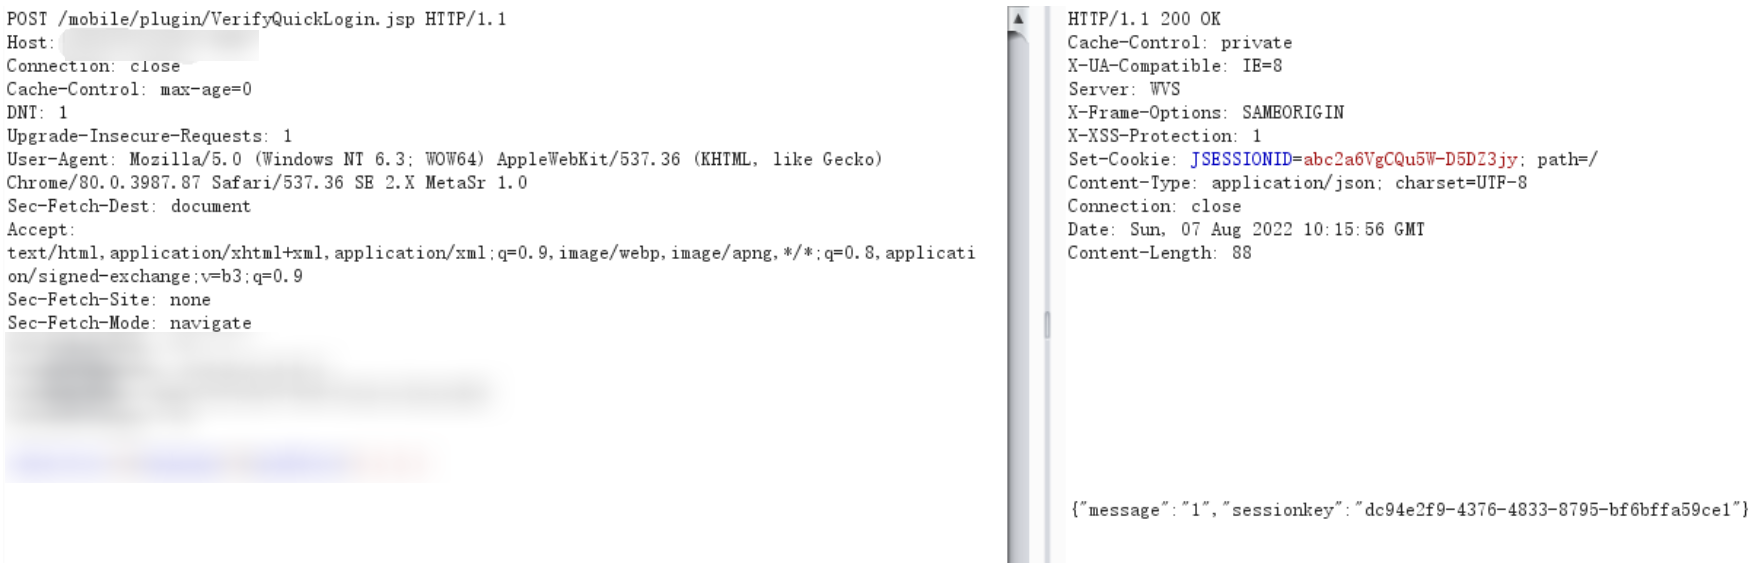 POST /mobile/plugin/VerifyQuickLogin.jsp HTTP/1.1
Host:
Connection: close
Cache-Control: max-age=0
DNT: 1
Upgrade-Insecure-Requests: 1
User-Agent: Mozilla/5.0 (Windows NT 6.3; WOW64) AppleWebKit/537.36 (KHTML, like Gecko)
Chrome/80.0.3987.87 Safari/537.36 SE 2.X MetaSr 1.0
Sec-Fetch-Dest: document
Accept:
text/html,application/xhtml+xml,application/xml;q=0.9,image/webp,image/apng,*/*;q=0.8,applicati
on/signed-exchange;v=b3;q=0.9
Sec-Fetch-Site: none
Sec-Fetch-Mode: navigate
HTTP/1.1 200 OK
Cache-Control: private
X-UA-Compatible: IE=8
Server: WVS
X-Frame-Options: SAMEORIGIN
X-XSS-Protection: 1
Set-Cookie: JSESSIONID=abc2a6VgCQu5W-D5DZ3jy; path=/
Content-Type: application/json; charset=UTF-8
Connection: close
Date: Sun, 07 Aug 2022 10:15:56 GMT
Content-Length: 88
{"message":"1","sessionkey":"dc94e2f9-4376-4833-8795-bf6bffa59ce1"}